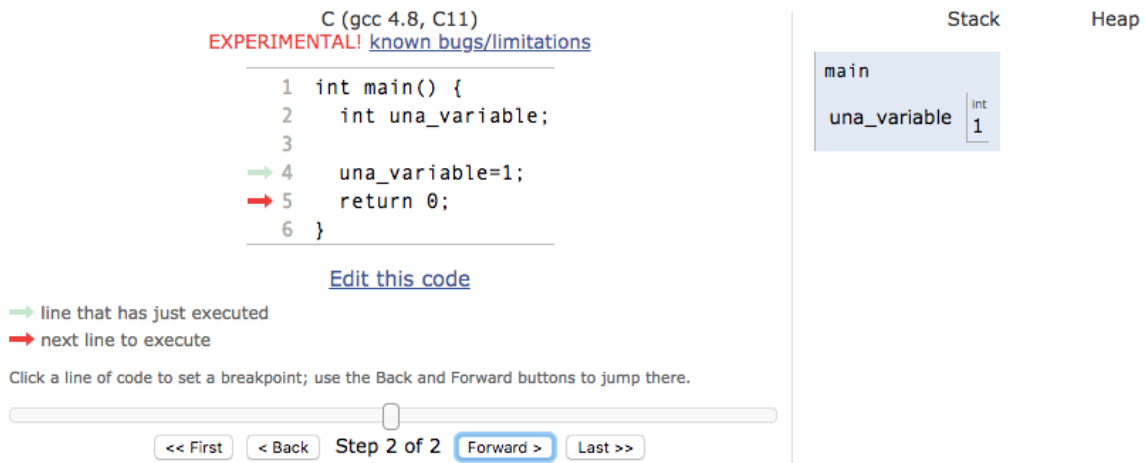 C (gcc 4.8, C11)
EXPERIMENTAL! known bugs/limitations
1 int main() {
2 int una_variable;
3
4 una_variable=1;
5 return 0;
6 }
Edit this code
line that has just executed
next line to execute
Click a line of code to set a breakpoint; use the Back and Forward buttons to jump there.
<< First < Back Step 2 of 2 Forward > Last >>
Stack Heap
main
int
una_variable 1